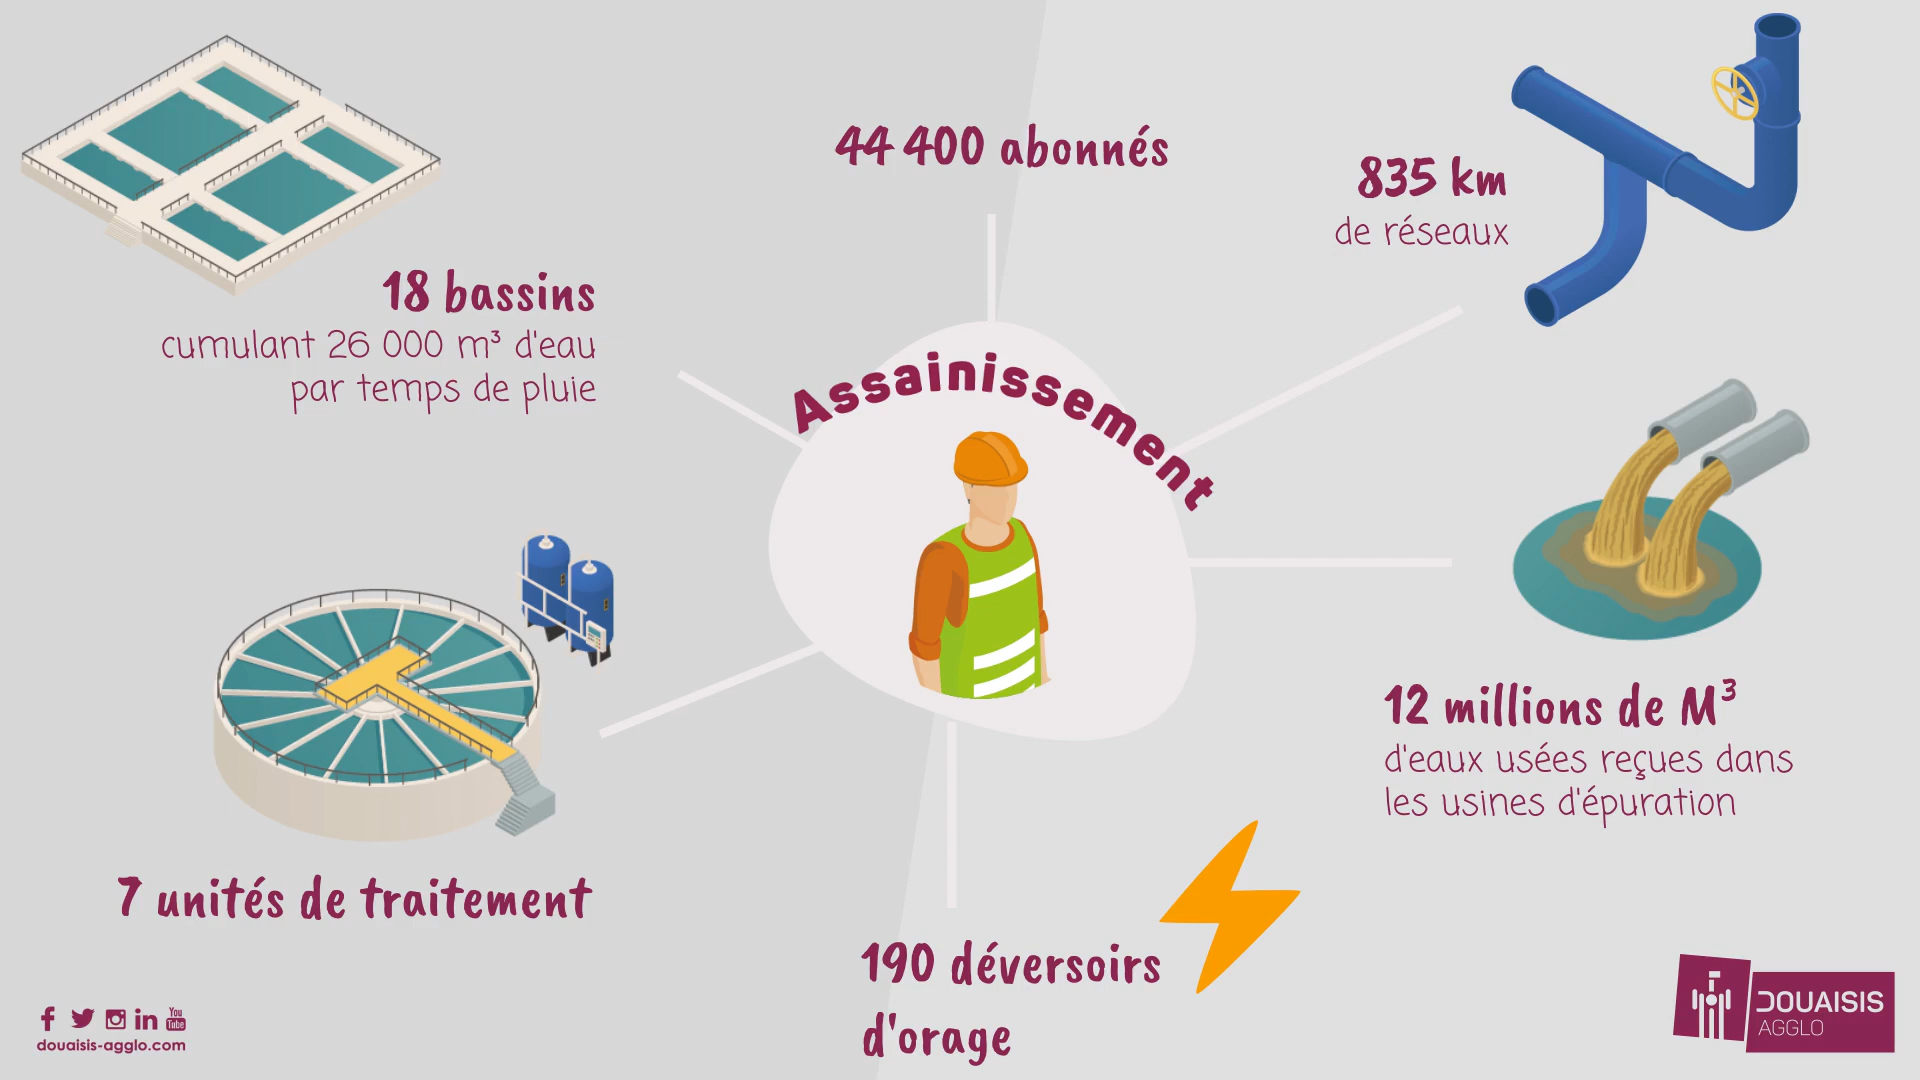 44 400 abonnés
835 km
de réseaux
18 bassins
cumulant 26 000 m³ d'eau
par temps de pluie
Assainissement
12 millions de M³
d'eaux usées reçues dans
les usines d'épuration
7 unités de traitement
190 déversoirs
d'orage
You
Tube
douaisis-agglo.com
DOUAISIS
AGGLO